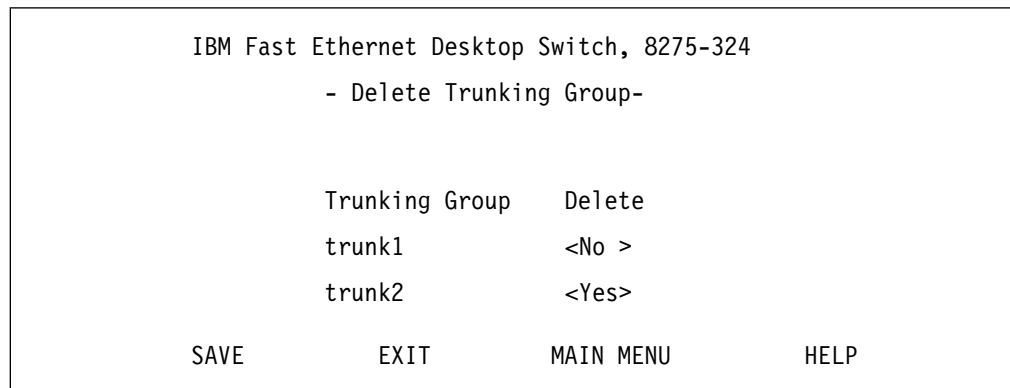 IBM Fast Ethernet Desktop Switch, 8275-324
- Delete Trunking Group-
Trunking Group Delete
trunk1 <No >
trunk2 <Yes>
SAVE EXIT MAIN MENU HELP